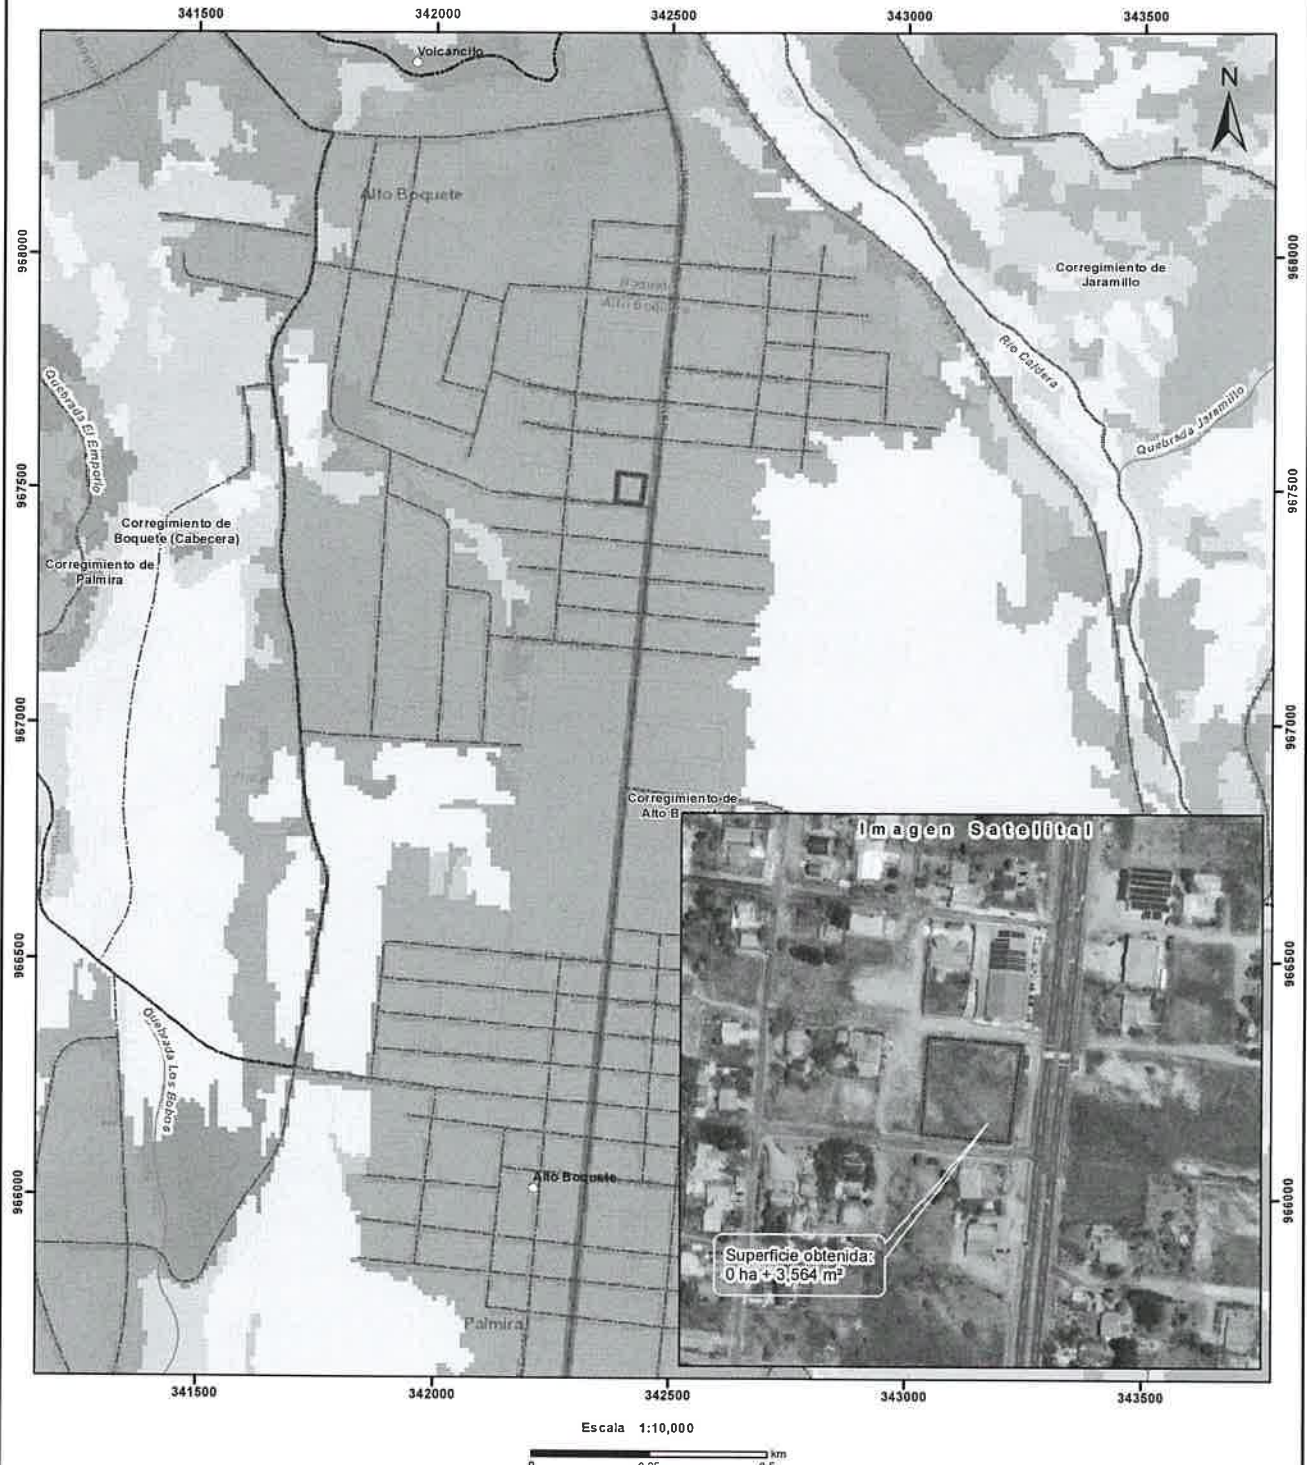 341500
342000
342500
343000
343500
Volcancito
N
Alto Boquete
968000
968000
Corregimiento de
Jaramillo
Alto Boquete
Río Caldera
Quebrada El Emporio
Quebrada Jaramillo
967500
967500
Corregimiento de
Boquete (Cabecera)
Corregimiento de
Palmira
967000
967000
Corregimiento de
Alto
Imagen Satelital
966500
966500
Quebrada Los Bobos
966000
966000
Alto Boquete
Superficie obtenida:
0 ha + 3,564 m²
Palmira
341500
342000
342500
343000
343500
Escala 1:10,000
km